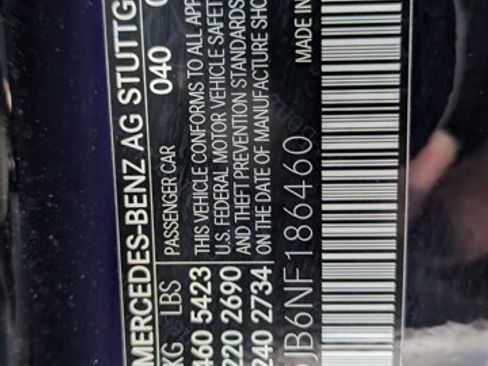 MERCEDES-BENZ AG STUTTG
KG LBS PASSENGER CAR 040
460 5423 THIS VEHICLE CONFORMS TO ALL APP
220 2690 U.S. FEDERAL MOTOR VEHICLE SAFETY
240 2734 AND THEFT PREVENTION STANDARDS
ON THE DATE OF MANUFACTURE SHO
JB6NF186460 MADE IN